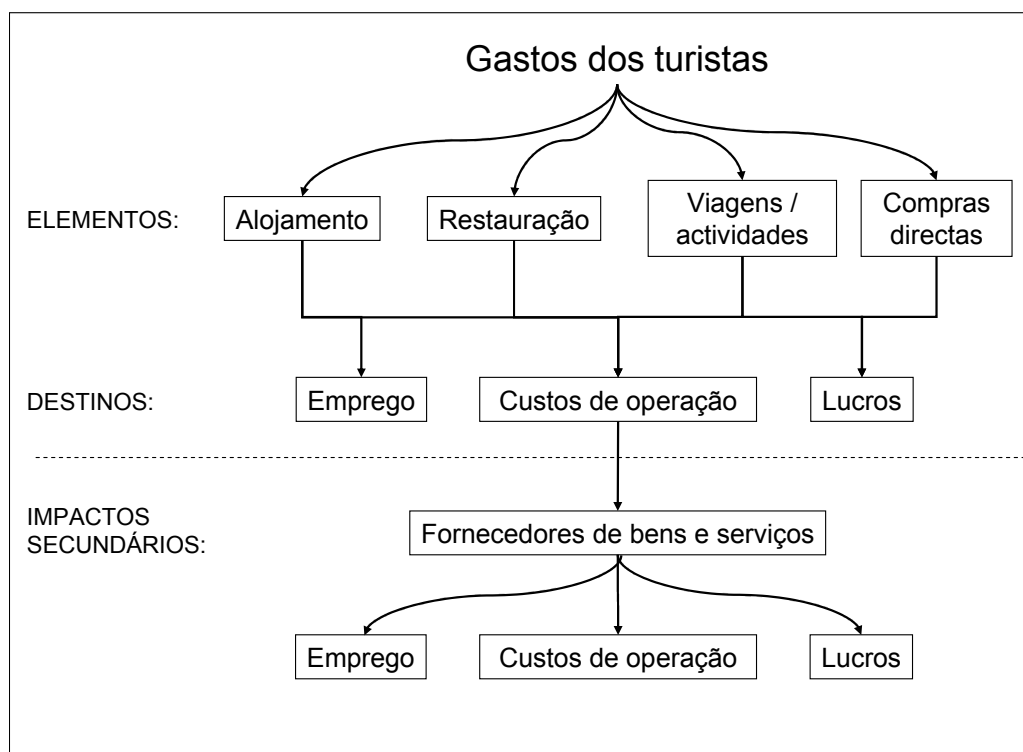 Gastos dos turistas
ELEMENTOS:
Alojamento
Restauração
Viagens /
actividades
Compras
directas
DESTINOS:
Emprego
Custos de operação
Lucros
IMPACTOS
SECUNDÁRIOS:
Fornecedores de bens e serviços
Emprego
Custos de operação
Lucros